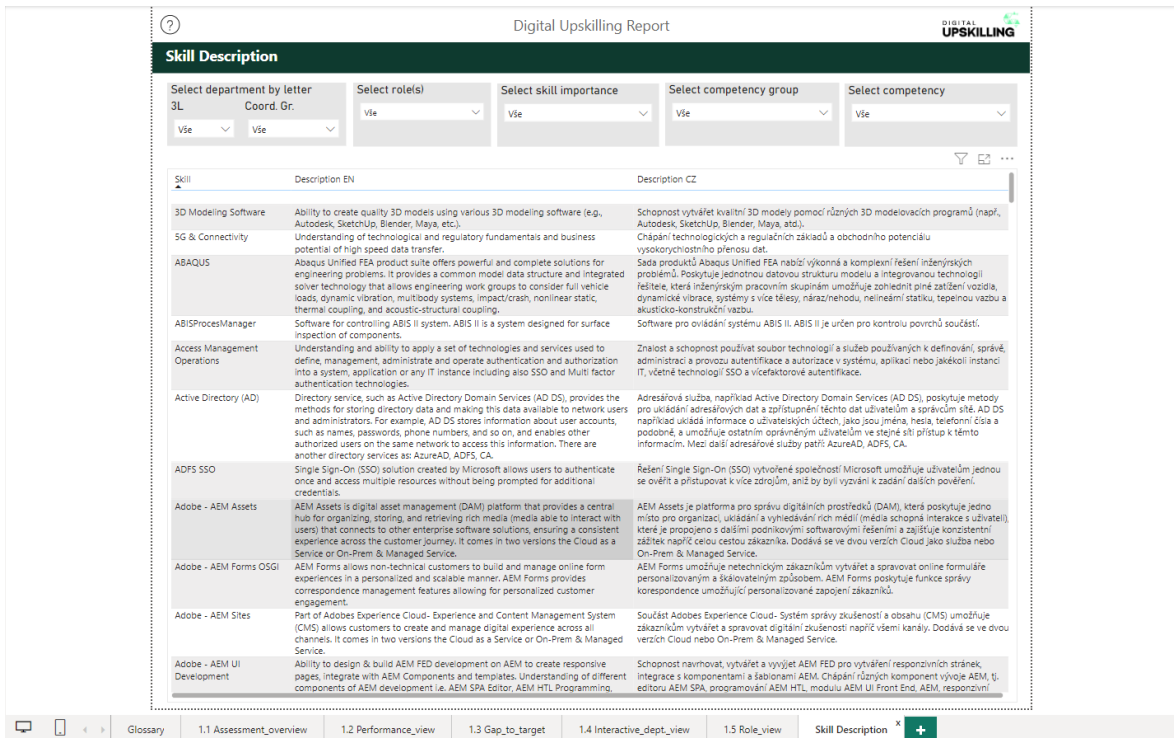 ?
Digital Upskilling Report
DIGITAL
UPSKILLING
Skill Description
Select department by letter
3L Coord. Gr.
Vše Vše
Select role(s)
Vše
Select skill importance
Vše
Select competency group
Vše
Select competency
Vše
Skill Description EN Description CZ
3D Modeling Software
Ability to create quality 3D models using various 3D modeling software (e.g.,
Autodesk, SketchUp, Blender, Maya, etc.).
Schopnost vytvářet kvalitní 3D modely pomocí různých 3D modelovacích programů (např.,
Autodesk, SketchUp, Blender, Maya, atd.).
5G & Connectivity
Understanding of technological and regulatory fundamentals and business
potential of high speed data transfer.
Chápání technologických a regulačních základů a obchodního potenciálu
vysokorychlostního přenosu dat.
ABAQUS
Abaqus Unified FEA product suite offers powerful and complete solutions for
engineering problems. It provides a common model data structure and integrated
solver technology that allows engineering work groups to consider full vehicle
loads, dynamic vibration, multibody systems, impact/crash, nonlinear static,
thermal coupling, and acoustic-structural coupling.
Sada produktů Abaqus Unified FEA nabízí výkonná a komplexní řešení inženýrských
problémů. Poskytuje jednotnou datovou strukturu modelu a integrovanou technologii
řešitele, která inženýrským pracovním skupinám umožňuje zohlednit plné zatížení vozidla,
dynamické vibrace, systémy s více tělesy, náraz/nehodu, nelineární statiku, tepelnou vazbu a
akusticko-konstrukční vazbu.
ABISProcesManager
Software for controlling ABIS II system. ABIS II is a system designed for surface
inspection of components.
Software pro ovládání systému ABIS II. ABIS II je určen pro kontrolu povrchů součástí.
Access Management
Operations
Understanding and ability to apply a set of technologies and services used to
define, management, administrate and operate authentication and authorization
into a system, application or any IT instance including also SSO and Multi factor
authentication technologies.
Znalost a schopnost používat soubor technologií a služeb používaných k definování, správě,
administraci a provozu autentifikace a autorizace v systému, aplikaci nebo jakékoli instanci
IT, včetně technologií SSO a vícefaktorové autentifikace.
Active Directory (AD)
Directory service, such as Active Directory Domain Services (AD DS), provides the
methods for storing directory data and making this data available to network users
and administrators. For example, AD DS stores information about user accounts,
such as names, passwords, phone numbers, and so on, and enables other
authorized users on the same network to access this information. There are
another directory services as: AzureAD, ADFS, CA.
Adresářová služba, například Active Directory Domain Services (AD DS), poskytuje metody
pro ukládání adresářových dat a zpřístupnění těchto dat uživatelům a správcům sítě. AD DS
například ukládá informace o uživatelských účtech, jako jsou jména, hesla, telefonní čísla a
podobně, a umožňuje ostatním oprávněným uživatelům ve stejné síti přístup k těmto
informacím. Mezi další adresářové služby patří: AzureAD, ADFS, CA.
ADFS SSO
Single Sign-On (SSO) solution created by Microsoft allows users to authenticate
once and access multiple resources without being prompted for additional
credentials.
Řešení Single Sign-On (SSO) vytvořené společností Microsoft umožňuje uživatelům jednou
se ověřit a přistupovat k více zdrojům, aniž by byli vyzváni k zadání dalších pověření.
Adobe - AEM Assets
AEM Assets is digital asset management (DAM) platform that provides a central
hub for organizing, storing, and retrieving rich media (media able to interact with
users) that connects to other enterprise software solutions, ensuring a consistent
experience across the customer journey. It comes in two versions the Cloud as a
Service or On-Prem & Managed Service.
AEM Assets je platforma pro správu digitálních prostředků (DAM), která poskytuje jedno
místo pro organizaci, ukládání a vyhledávání rich médií (média schopná interakce s uživateli),
které je propojeno s dalšími podnikovými softwarovými řešeními a zajišťuje konzistentní
zážitek napříč celou cestou zákazníka. Dodává se ve dvou verzích Cloud jako služba nebo
On-Prem & Managed Service.
Adobe - AEM Forms OSGI
AEM Forms allows non-technical customers to build and manage online form
experiences in a personalized and scalable manner. AEM Forms provides
correspondence management features allowing for personalized customer
engagement.
AEM Forms umožňuje netechnickým zákazníkům vytvářet a spravovat online formuláře
personalizovaným a škálovatelným způsobem. AEM Forms poskytuje funkce správy
korespondence umožňující personalizované zapojení zákazníků.
Adobe - AEM Sites
Part of Adobes Experience Cloud- Experience and Content Management System
(CMS) allows customers to create and manage digital experience across all
channels. It comes in two versions the Cloud as a Service or On-Prem & Managed
Service.
Součást Adobes Experience Cloud- Systém správy zkušeností a obsahu (CMS) umožňuje
zákazníkům vytvářet a spravovat digitální zkušenosti napříč všemi kanály. Dodává se ve dvou
verzích Cloud nebo On-Prem & Managed Service.
Adobe - AEM UI
Development
Ability to design & build AEM FED development on AEM to create responsive
pages, integrate with AEM Components and templates. Understanding of different
components of AEM development i.e. AEM SPA Editor, AEM HTL Programming,
Schopnost navrhovat, vytvářet a vyvýjet AEM FED pro vytváření responzivních stránek,
integrace s komponentami a šablonami AEM. Chápání různých komponent vývoje AEM, tj.
editoru AEM SPA, programování AEM HTL, modulu AEM UI Front End, AEM, responzivní
Glossary 1.1 Assessment_overview 1.2 Performance_view 1.3 Gap_to_target 1.4 Interactive_dept_view 1.5 Role_view Skill Description x +